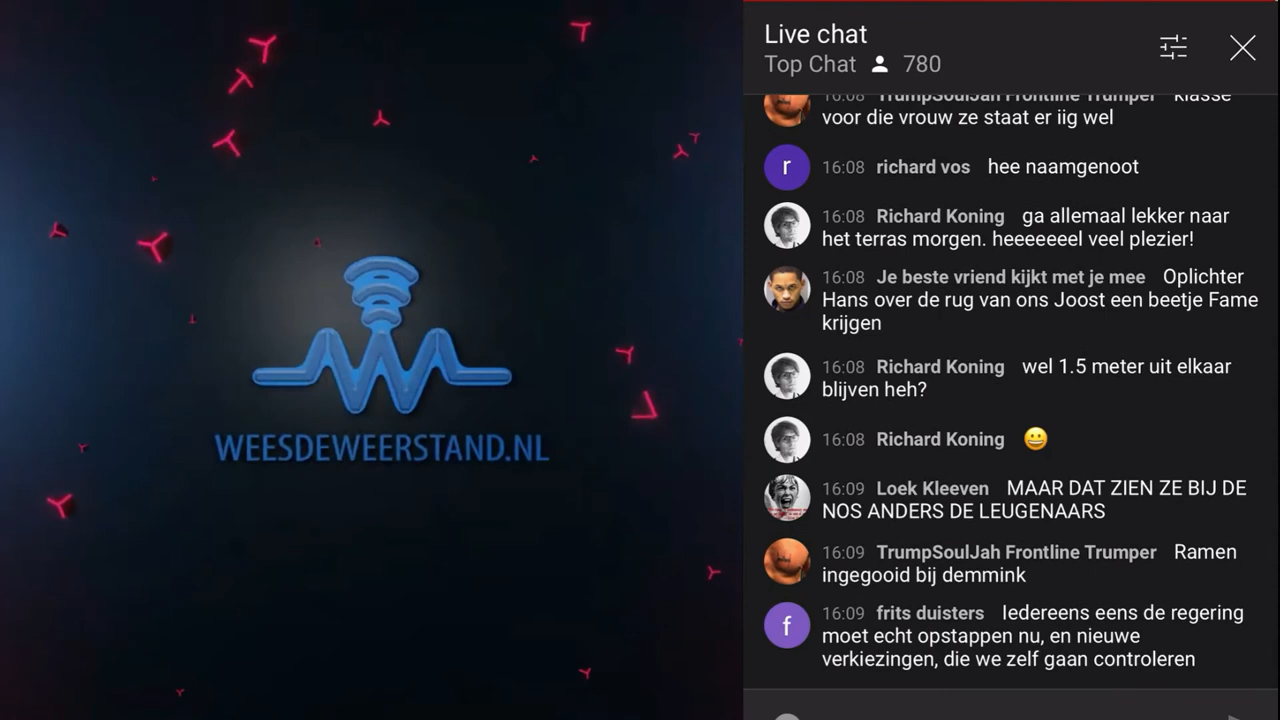 WEESDEWEERSTAND.NL
Live chat
Top Chat 780
16:08 TrumpSoulJah Frontline Trumper klasse
voor die vrouw ze staat er iig wel
r 16:08 richard vos hee naamgenoot
16:08 Richard Koning ga allemaal lekker naar
het terras morgen. heeeeeeel veel plezier!
16:08 Je beste vriend kijkt met je mee Oplichter
Hans over de rug van ons Joost een beetje Fame
krijgen
16:08 Richard Koning wel 1.5 meter uit elkaar
blijven heh?
16:08 Richard Koning 😀
16:09 Loek Kleeven MAAR DAT ZIEN ZE BIJ DE
NOS ANDERS DE LEUGENAARS
16:09 TrumpSoulJah Frontline Trumper Ramen
ingegooid bij demmink
f 16:09 frits duisters Iedereens eens de regering
moet echt opstappen nu, en nieuwe
verkiezingen, die we zelf gaan controleren